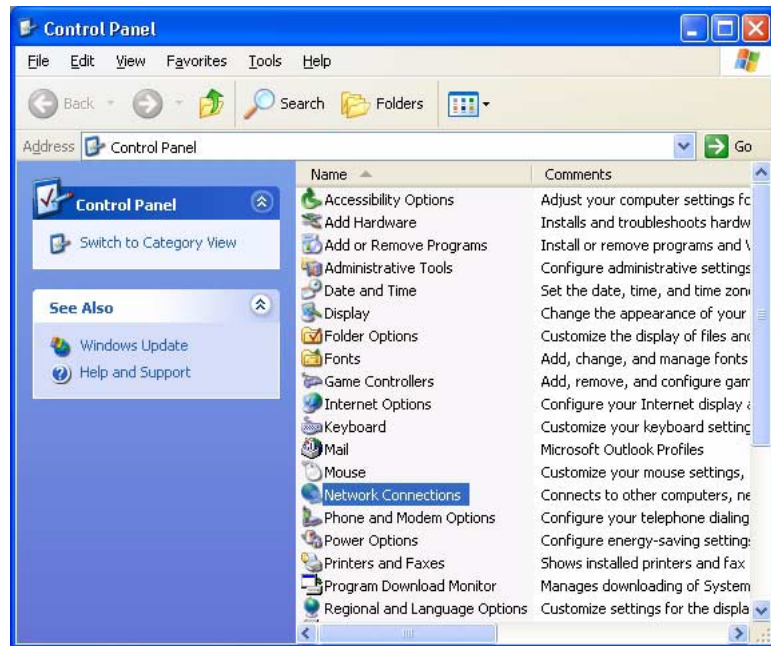 Control Panel
File Edit View Favorites Tools Help
Back Search Folders
Address Control Panel Go
Control Panel
Switch to Category View
See Also
Windows Update
Help and Support
Name Comments
Accessibility Options Adjust your computer settings fc
Add Hardware Installs and troubleshoots hardw
Add or Remove Programs Install or remove programs and
Administrative Tools Configure administrative settings
Date and Time Set the date, time, and time zon
Display Change the appearance of your
Folder Options Customize the display of files and
Fonts Add, change, and manage fonts
Game Controllers Add, remove, and configure gam
Internet Options Configure your Internet display
Keyboard Customize your keyboard setting
Mail Microsoft Outlook Profiles
Mouse Customize your mouse settings,
Network Connections Connects to other computers, ne
Phone and Modem Options Configure your telephone dialing
Power Options Configure energy-saving settings
Printers and Faxes Shows installed printers and fax
Program Download Monitor Manages downloading of System
Regional and Language Options Customize settings for the displa